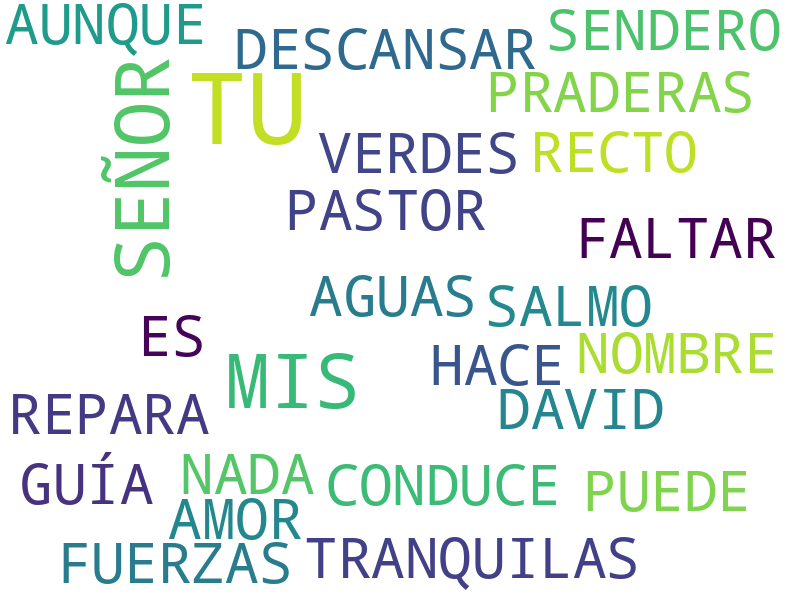 AUNQUE
DESCANSAR
SENDERO
SEÑOR
TU
PRADERAS
VERDES
RECTO
PASTOR
FALTAR
AGUAS
SALMO
ES
MIS
HACE
NOMBRE
REPARA
DAVID
GUÍA
NADA
CONDUCE
PUEDE
AMOR
FUERZAS
TRANQUILAS